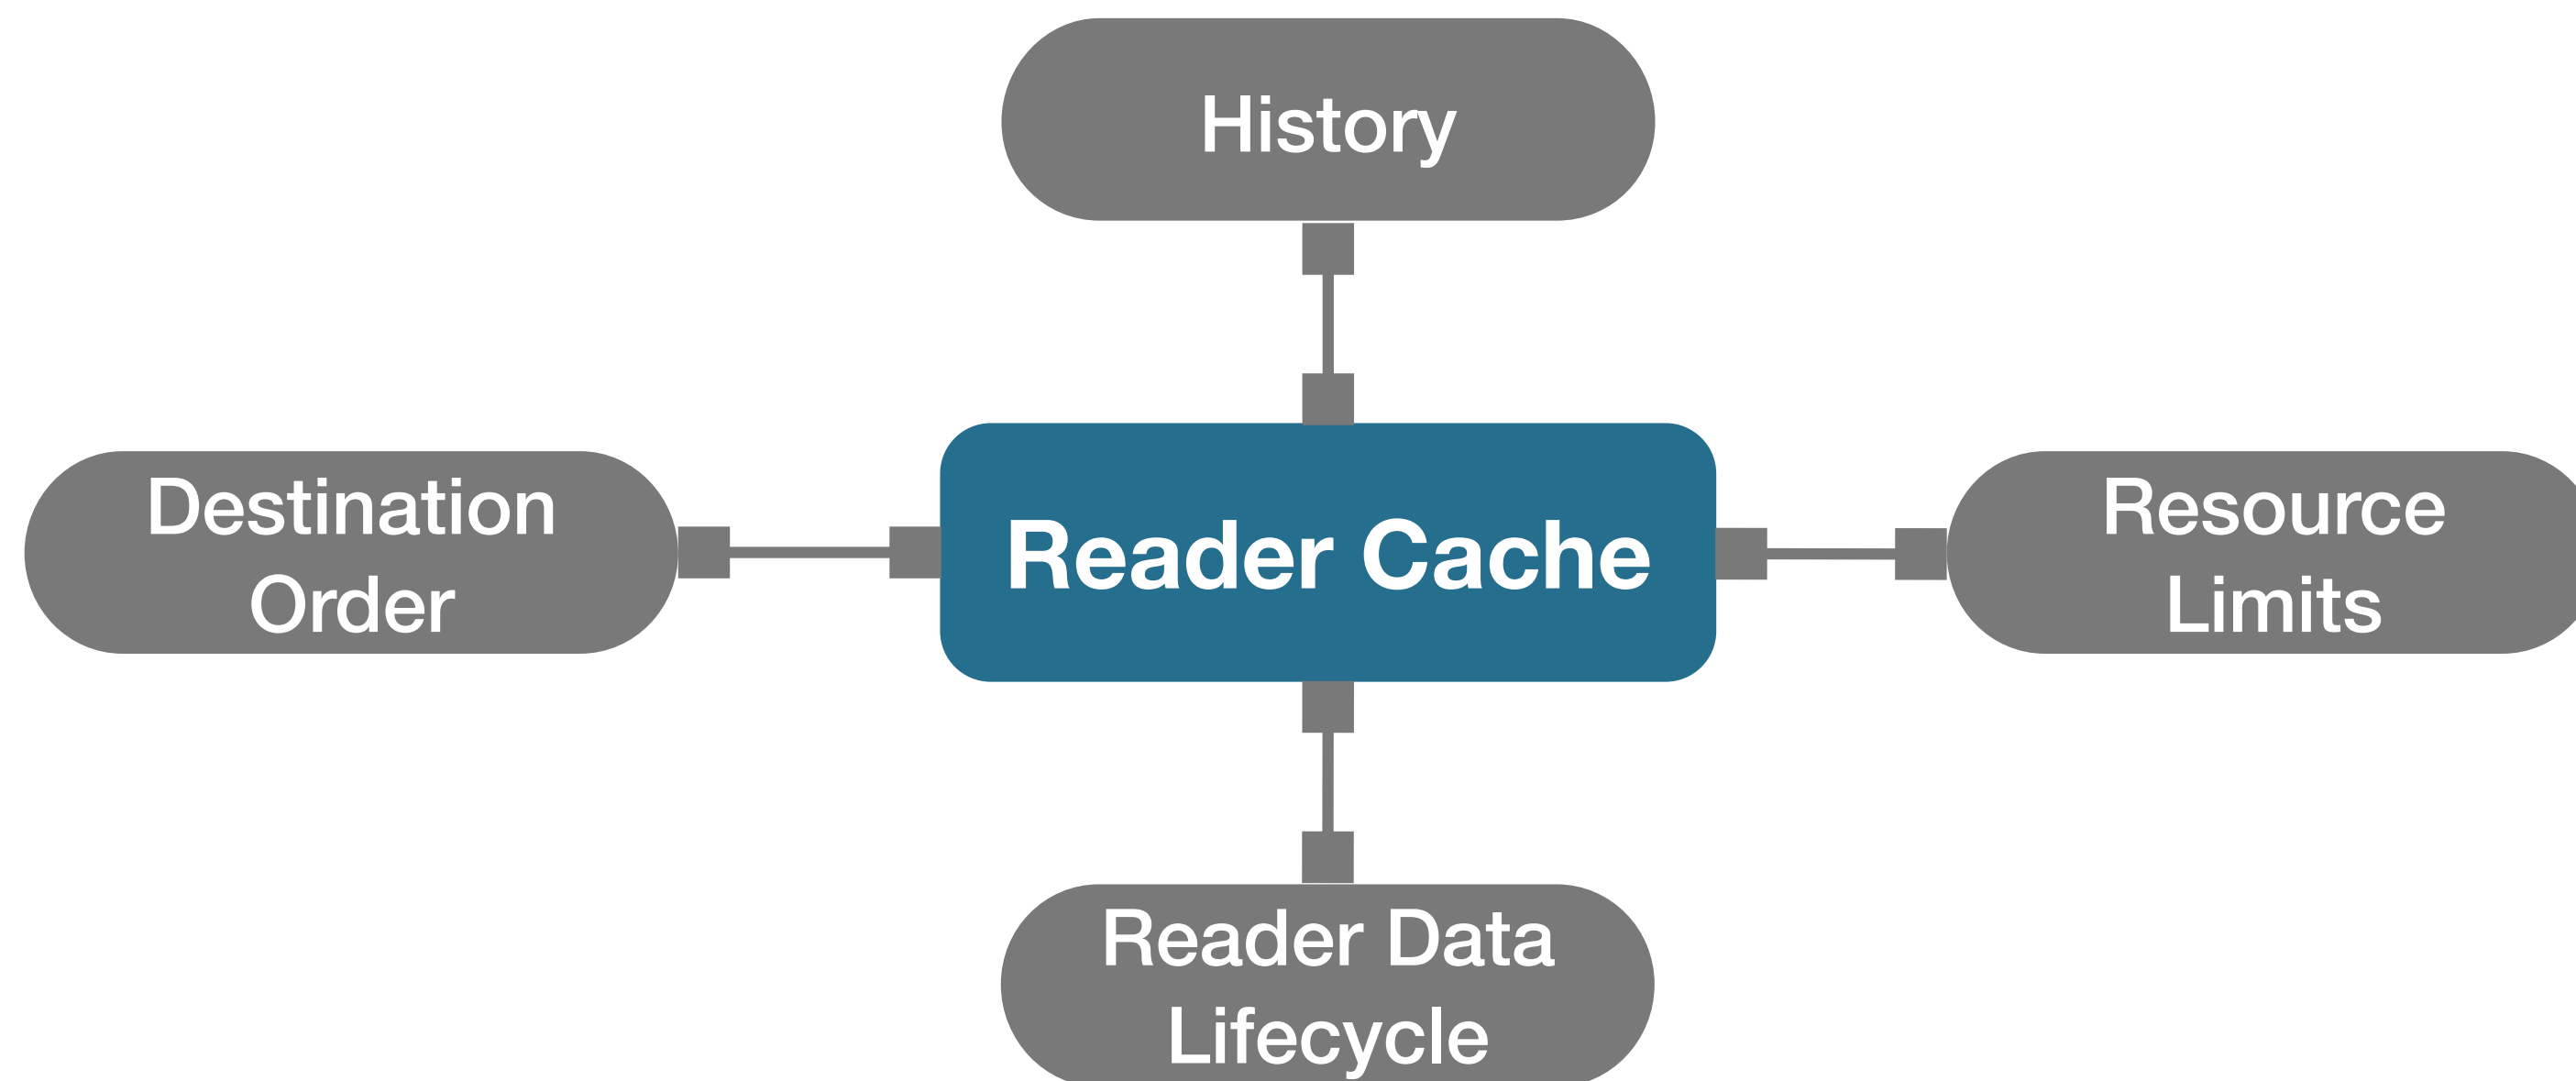 History
Destination
Order
Reader Cache
Resource
Limits
Reader Data
Lifecycle